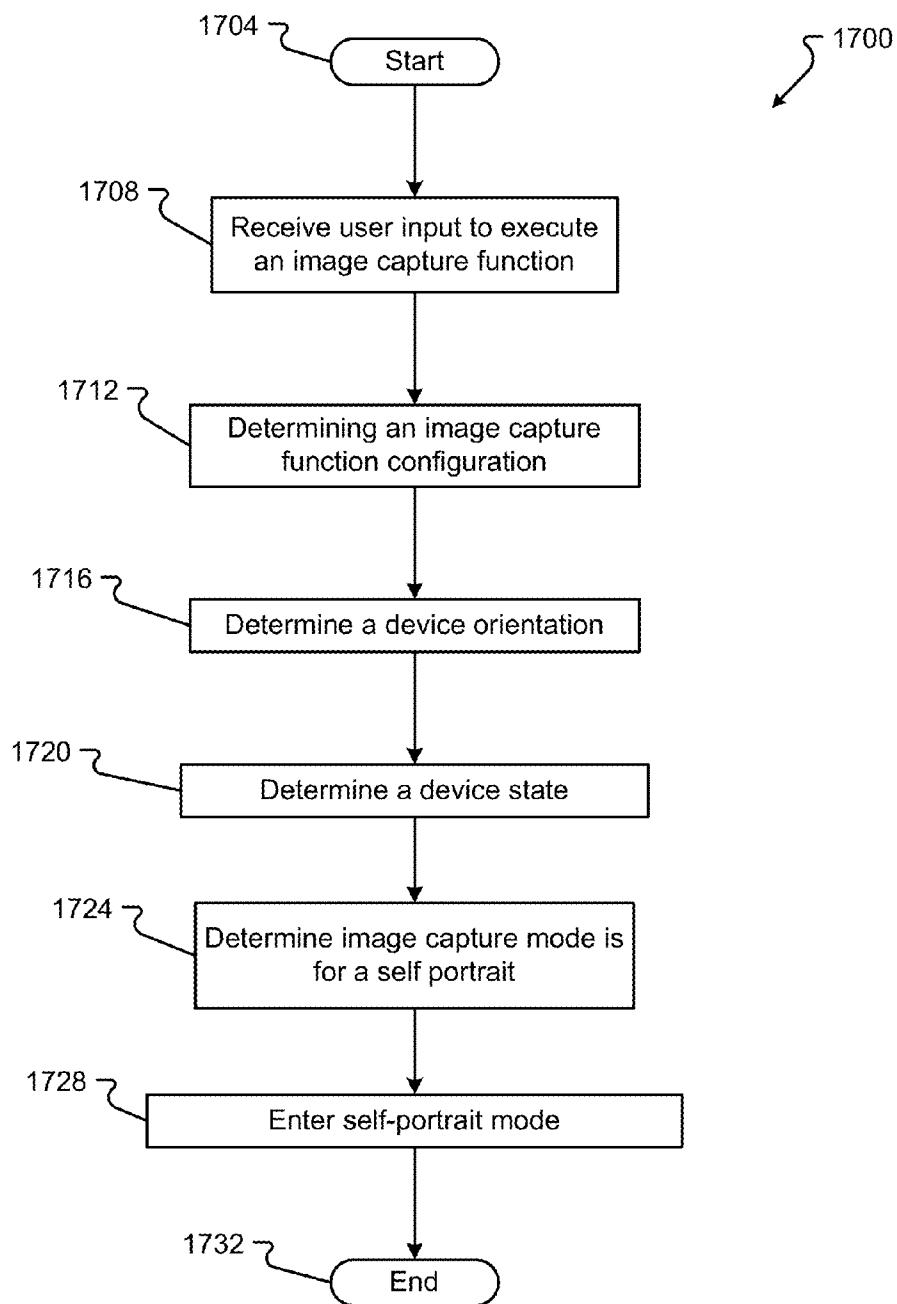 1704
Start
1700
1708
Receive user input to execute
an image capture function
1712
Determining an image capture
function configuration
1716
Determine a device orientation
1720
Determine a device state
1724
Determine image capture mode is
for a self portrait
1728
Enter self-portrait mode
1732
End